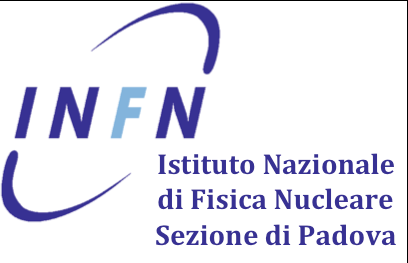 INFN
Istituto Nazionale
di Fisica Nucleare
Sezione di Padova